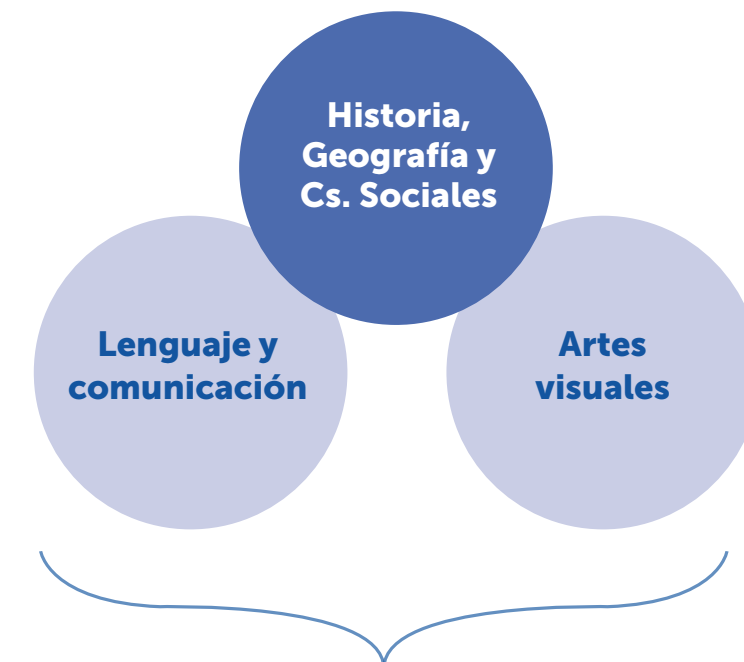 Historia,
Geografía y
Cs. Sociales
Lenguaje y
comunicación
Artes
visuales